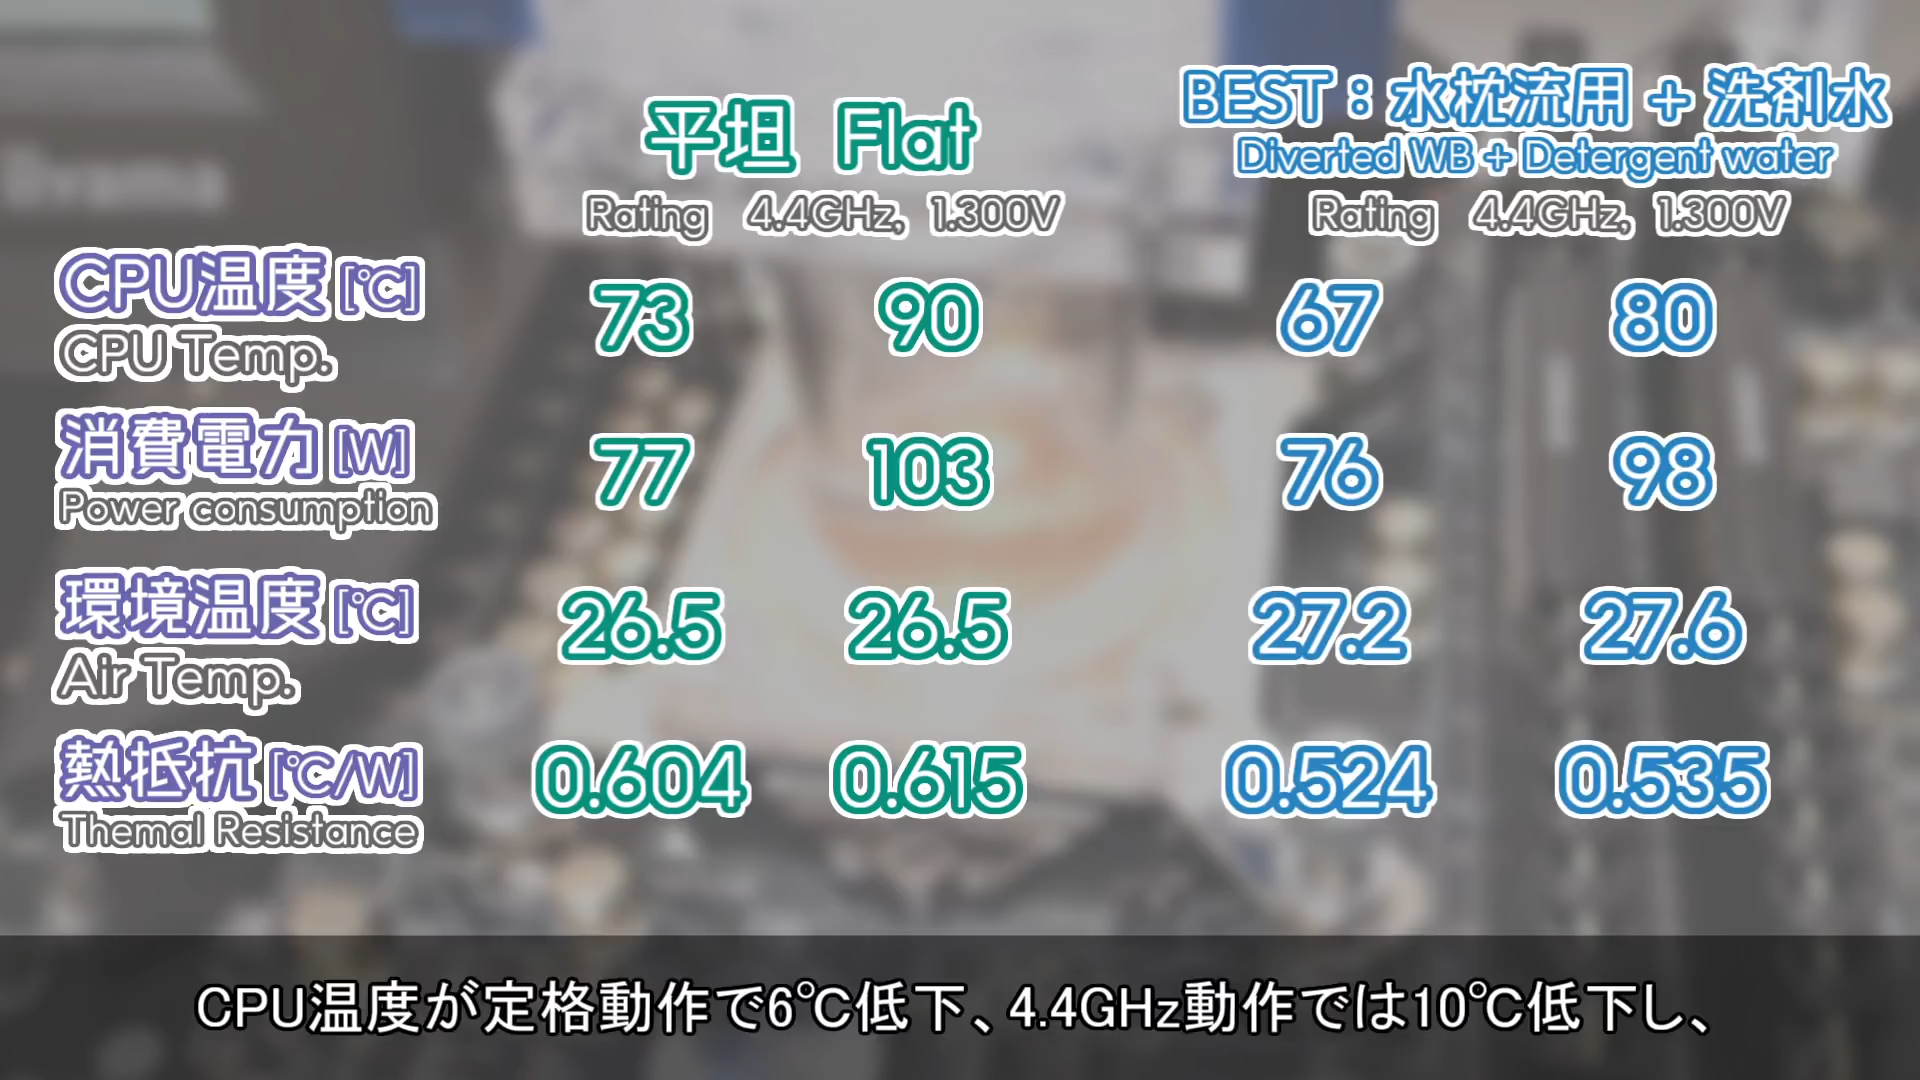 平坦 Flat
BEST：水枕流用 + 洗剤水
Diverted WB + Detergent water
Rating 4.4GHz, 1.300V
Rating 4.4GHz, 1.300V
CPU温度 [℃]
CPU Temp.
73 90 67 80
消費電力 [W]
Power consumption
77 103 76 98
環境温度 [℃]
Air Temp.
26.5 26.5 27.2 27.6
熱抵抗 [℃/W]
Themal Resistance
0.604 0.615 0.524 0.535
CPU温度が定格動作で6℃低下、4.4GHz動作では10℃低下し、